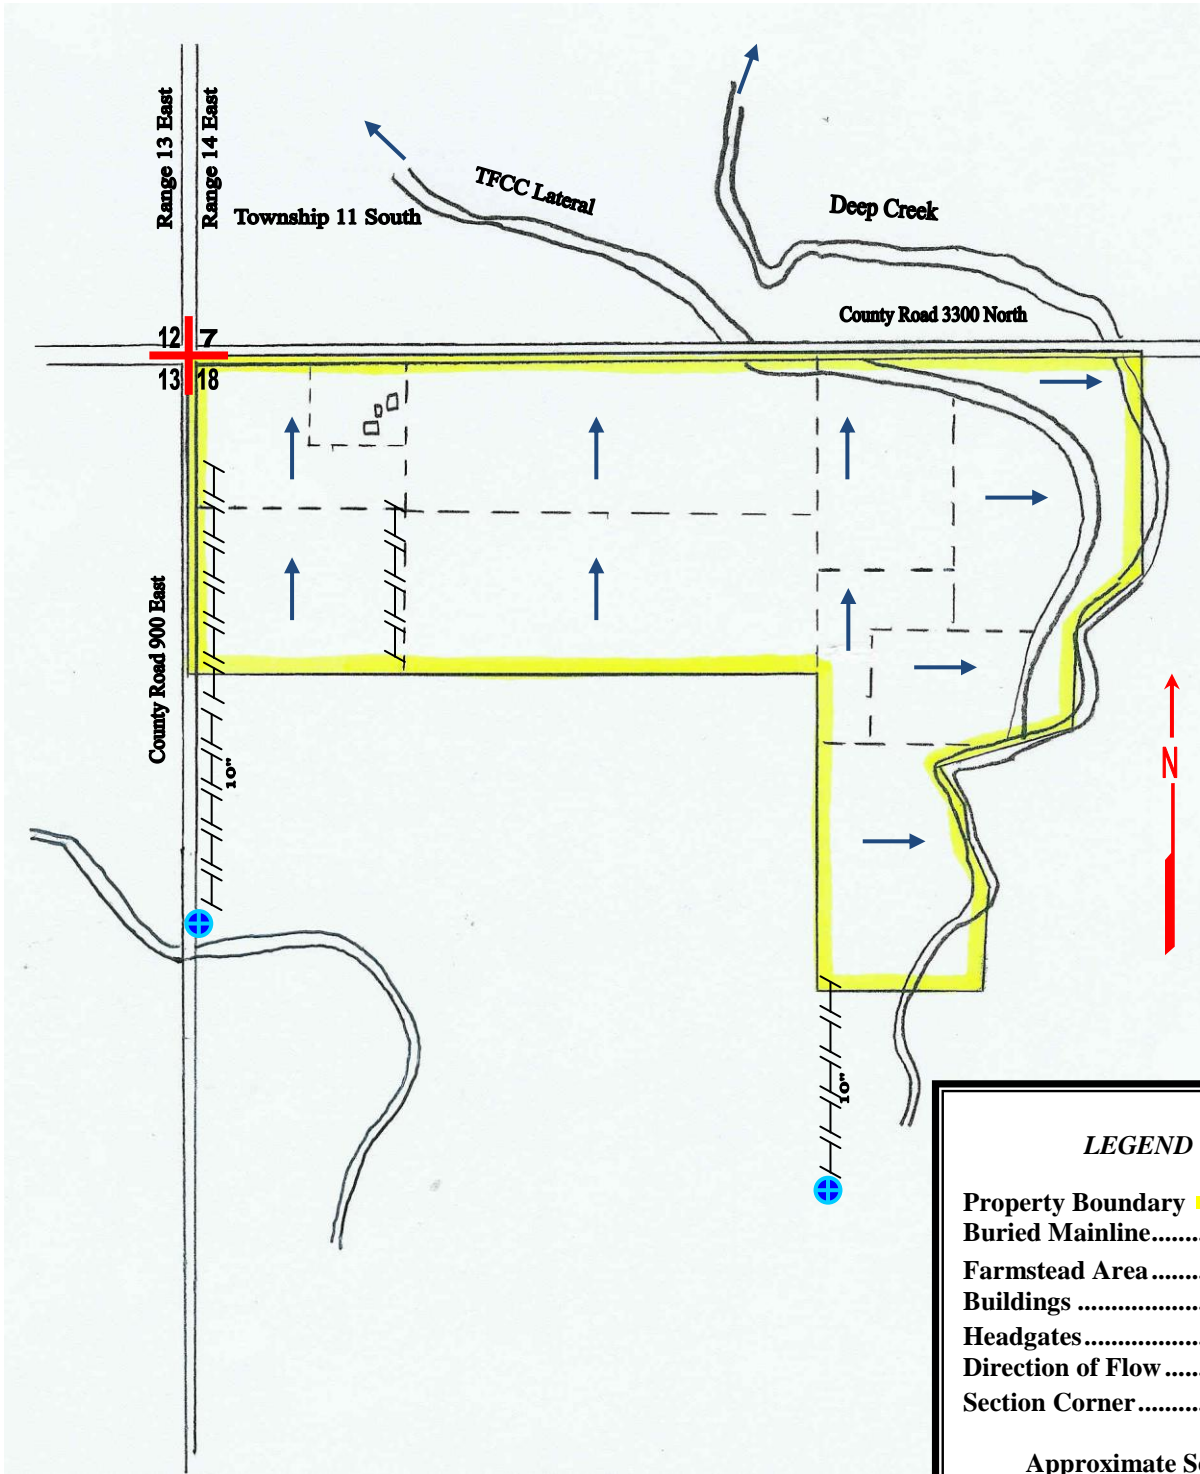 Range 13 East
Range 14 East
Township 11 South
TFCC Lateral
Deep Creek
County Road 3300 North
12 7
13 18
County Road 900 East
10"
N
10"
LEGEND
Property Boundary
Buried Mainline........
Farmstead Area........
Buildings ...................
Headgates..................
Direction of Flow ......
Section Corner..........
Approximate